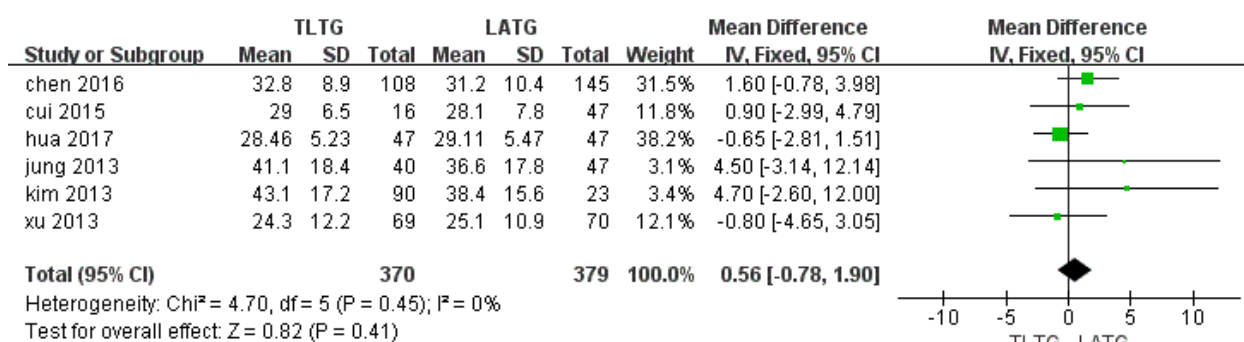 TLTG LATG Mean Difference Mean Difference
Study or Subgroup Mean SD Total Mean SD Total Weight IV, Fixed, 95% CI IV, Fixed, 95% CI
chen 2016 32.8 8.9 108 31.2 10.4 145 31.5% 1.60 [-0.78, 3.98]
cui 2015 29 6.5 16 28.1 7.8 47 11.8% 0.90 [-2.99, 4.79]
hua 2017 28.46 5.23 47 29.11 5.47 47 38.2% -0.65 [-2.81, 1.51]
jung 2013 41.1 18.4 40 36.6 17.8 47 3.1% 4.50 [-3.14, 12.14]
kim 2013 43.1 17.2 90 38.4 15.6 23 3.4% 4.70 [-2.60, 12.00]
xu 2013 24.3 12.2 69 25.1 10.9 70 12.1% -0.80 [-4.65, 3.05]
Total (95% CI) 370 379 100.0% 0.56 [-0.78, 1.90]
Heterogeneity: Chi² = 4.70, df = 5 (P = 0.45); I² = 0%
Test for overall effect: Z = 0.82 (P = 0.41)
-10 -5 0 5 10
TLTG LATG